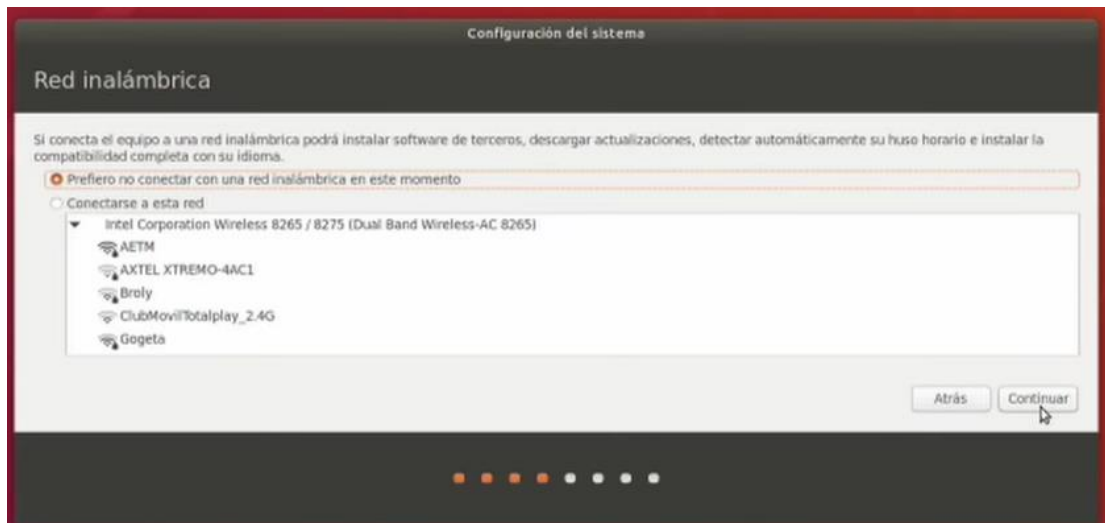 Configuración del sistema
Red inalámbrica
Si conecta el equipo a una red inalámbrica podrá instalar software de terceros, descargar actualizaciones, detectar automáticamente su huso horario e instalar la
compatibilidad completa con su idioma.
Prefiero no conectar con una red inalámbrica en este momento
Conectarse a esta red
Intel Corporation Wireless 8265 / 8275 (Dual Band Wireless-AC 8265)
AETM
AXTEL XTREMO-4AC1
Broly
ClubMovilTotalplay_2.4G
Gogeta
Atrás Continuar